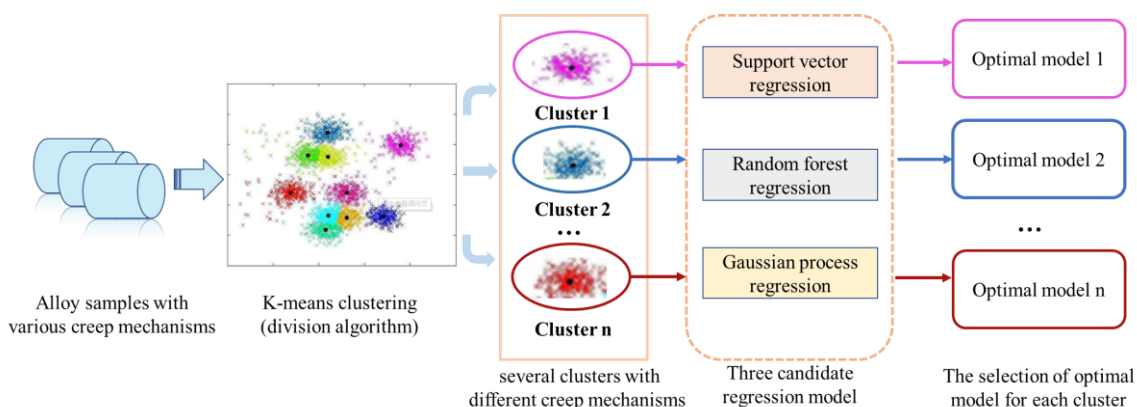 Alloy samples with
various creep mechanisms
K-means clustering
(division algorithm)
Cluster 1
Cluster 2
...
Cluster n
several clusters with
different creep mechanisms
Support vector
regression
Random forest
regression
Gaussian process
regression
Three candidate
regression model
Optimal model 1
Optimal model 2
...
Optimal model n
The selection of optimal
model for each cluster